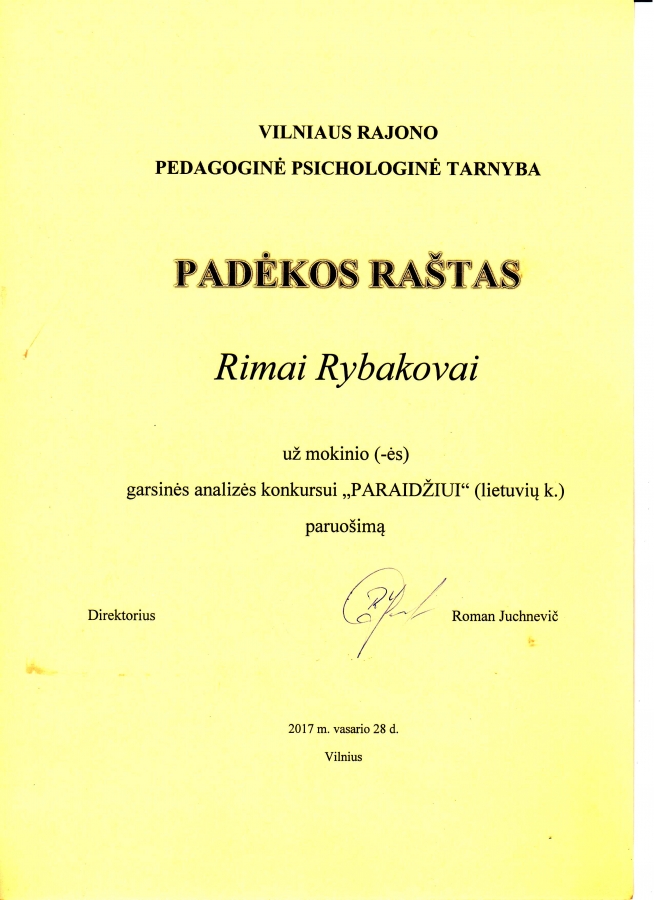 VILNIAUS RAJONO
PEDAGOGINĖ PSICHOLOGINĖ TARNYBA
PADĖKOS RAŠTAS
Rimai Rybakovai
už mokinio (-ės)
garsinės analizės konkursui „PARAIDŽIUI“ (lietuvių k.)
paruošimą
Direktorius Roman Juchnevič
2017 m. vasario 28 d.
Vilnius